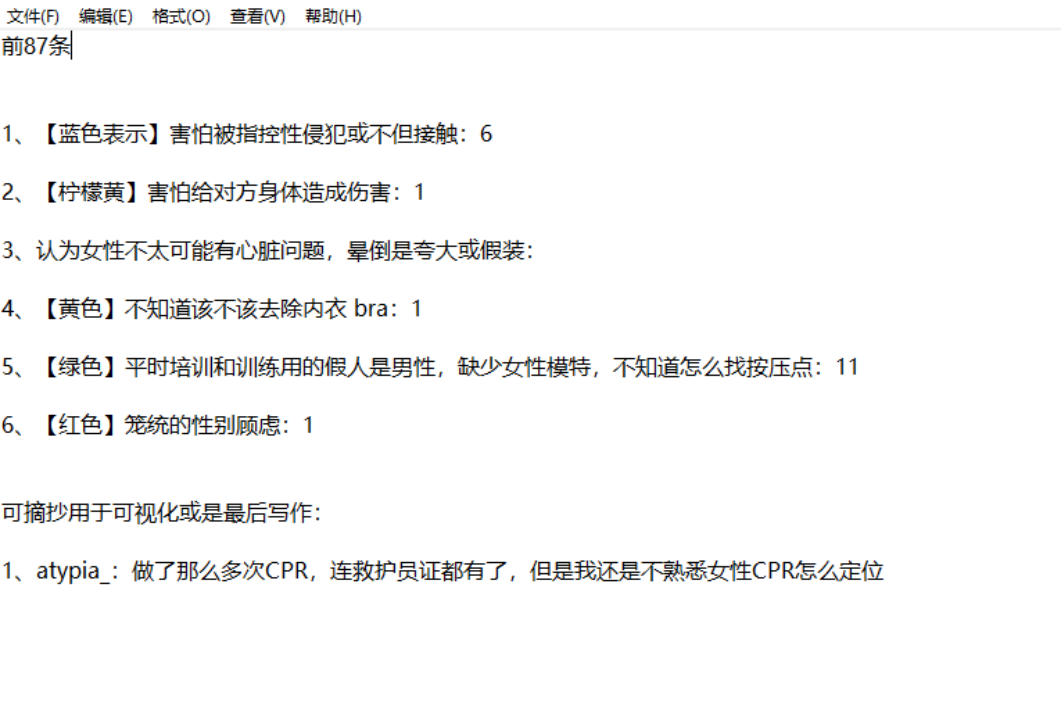 文件(F) 编辑(E) 格式(O) 查看(V) 帮助(H)
前87条
1、【蓝色表示】害怕被指控性侵犯或不但接触：6
2、【柠檬黄】害怕给对方身体造成伤害：1
3、认为女性不太可能有心脏问题，晕倒是夸大或假装：
4、【黄色】不知道该不该去除内衣 bra：1
5、【绿色】平时培训和训练用的假人是男性，缺少女性模特，不知道怎么找按压点：11
6、【红色】笼统的性别顾虑：1
可摘抄用于可视化或是最后写作：
1、atypia_：做了那么多次CPR，连救护员证都有了，但是我还是不熟悉女性CPR怎么定位